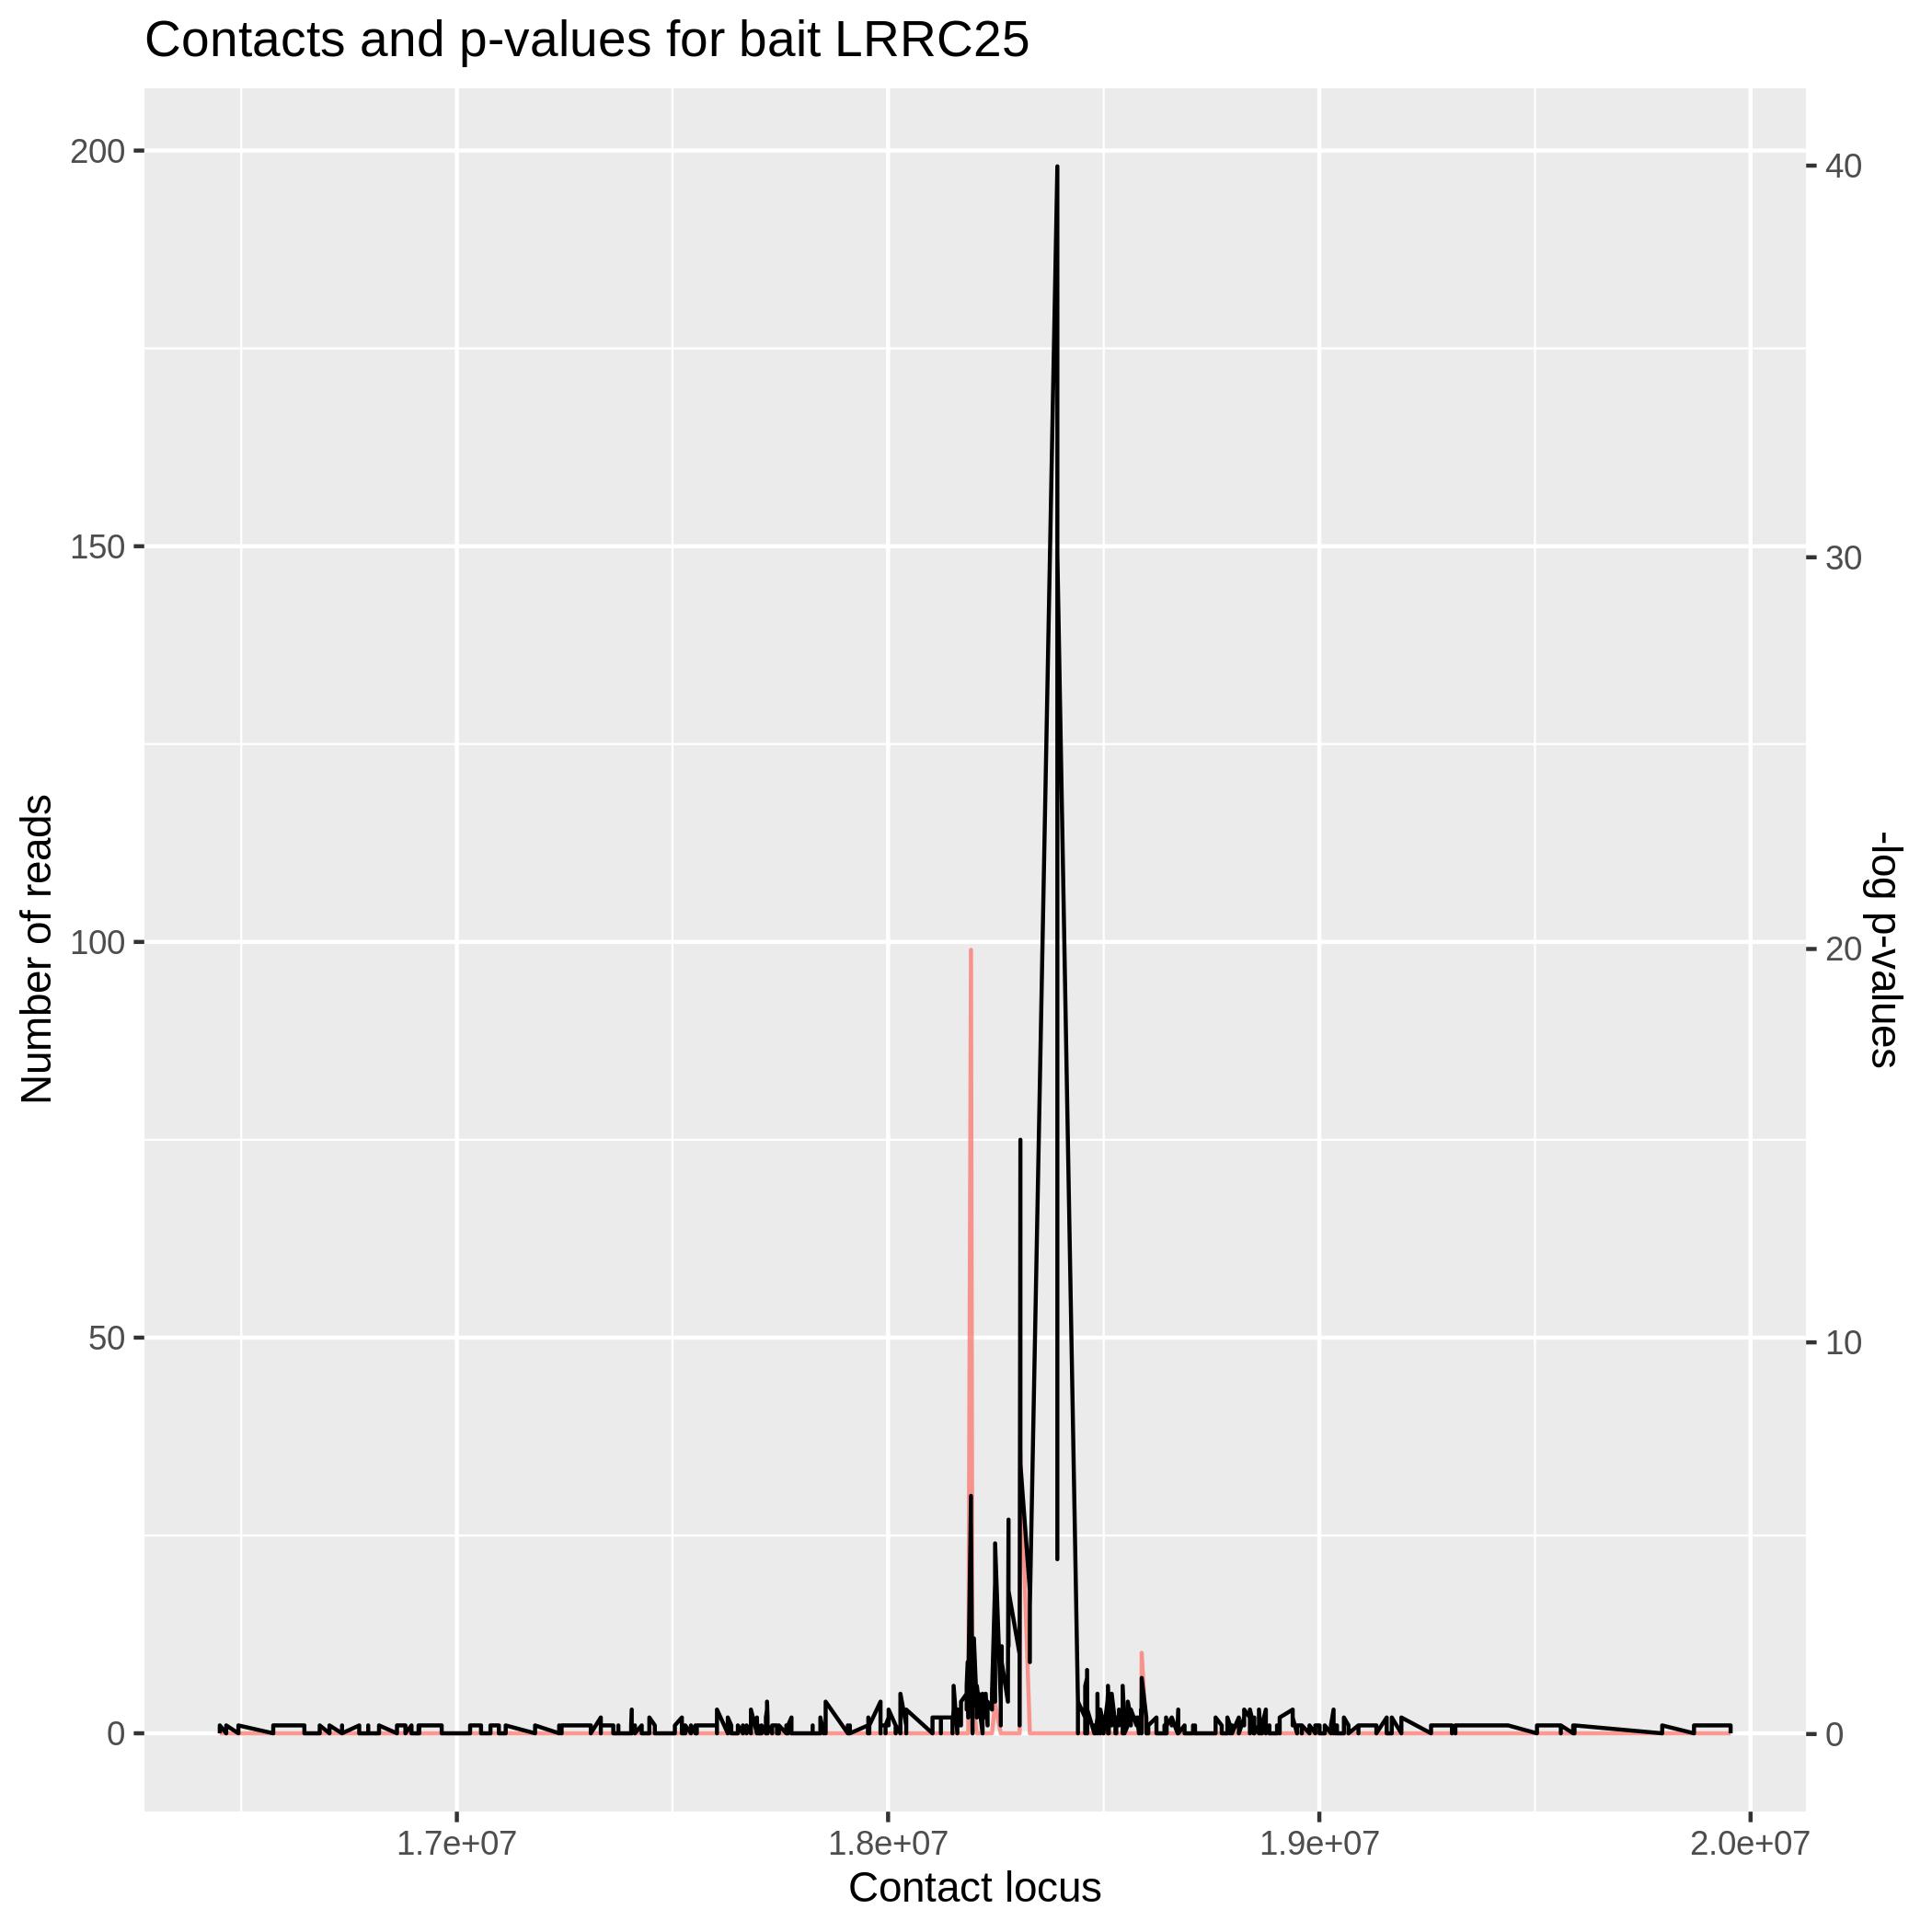 Contacts and p-values for bait LRRC25
Number of reads
200
150
100
50
0
40
30
20
10
0
-log p-values
1.7e+07 1.8e+07 1.9e+07 2.0e+07
Contact locus